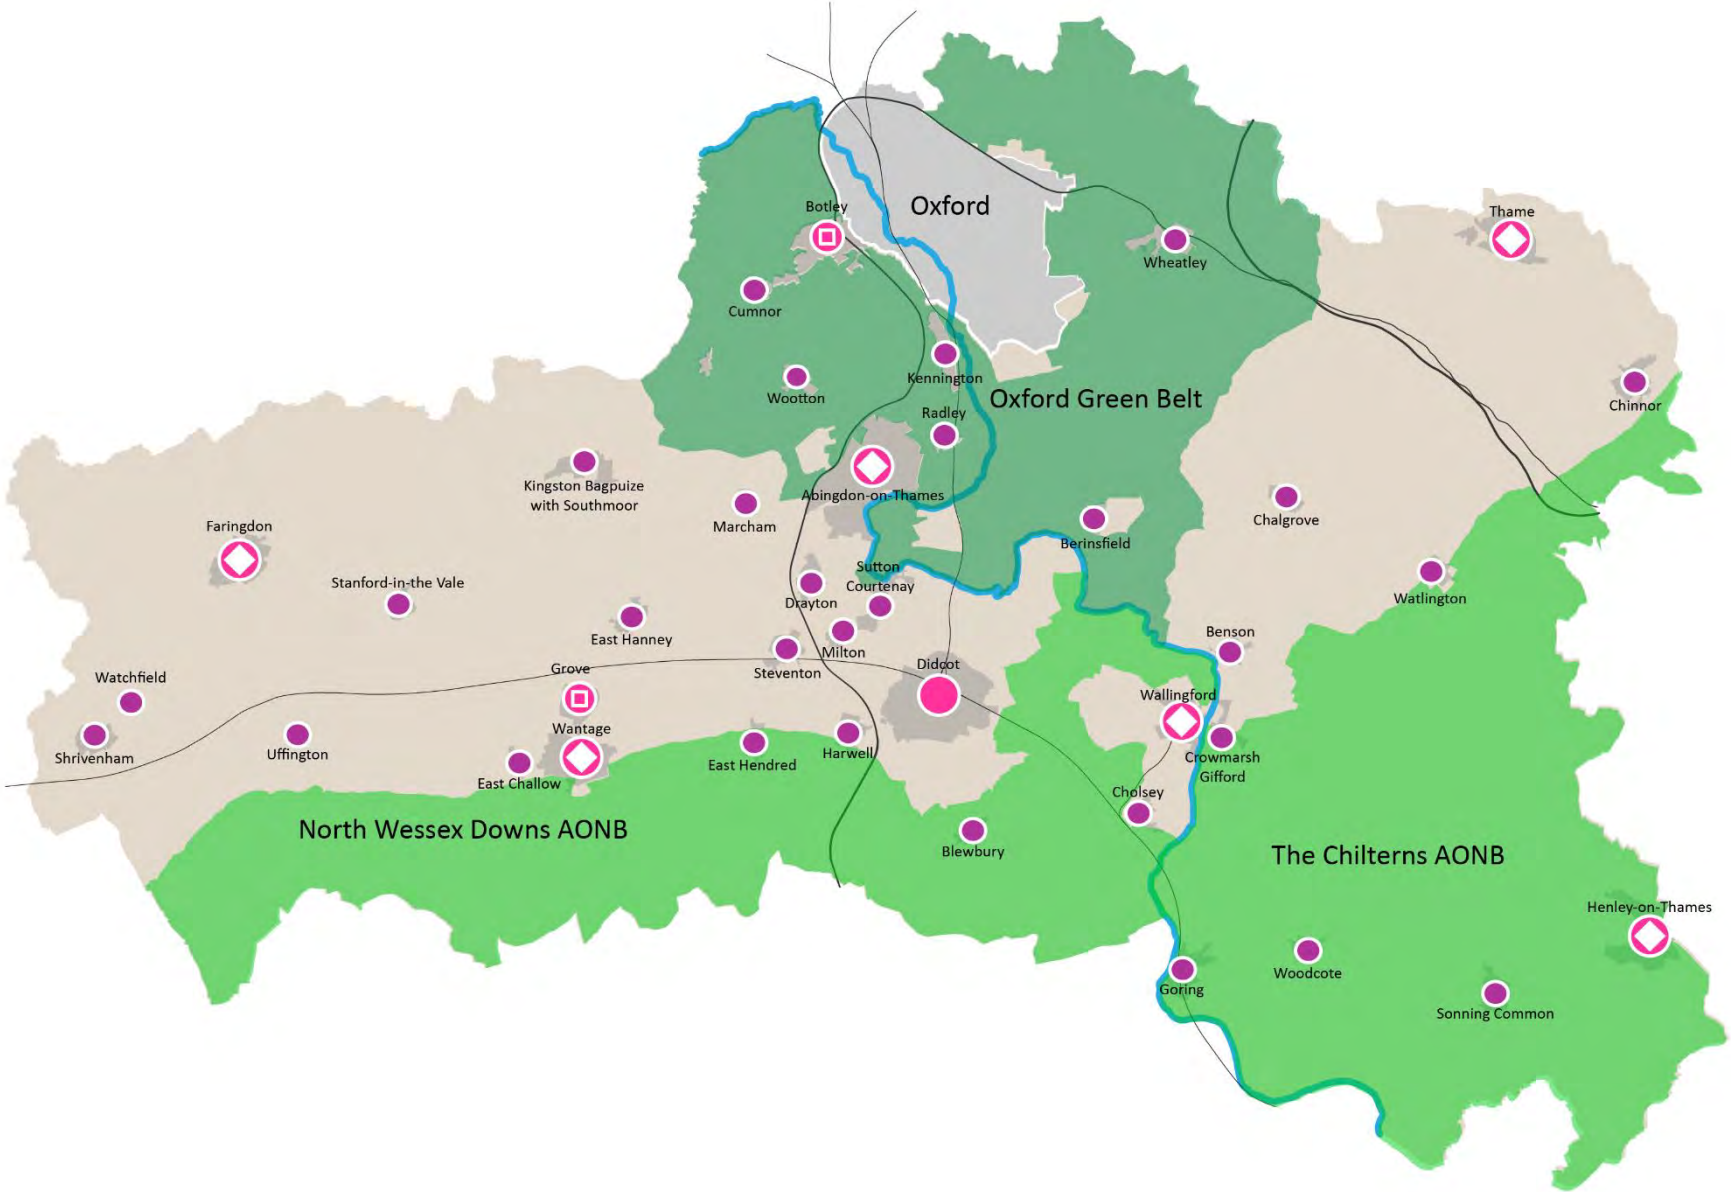 Oxford
Botley
Thame
Wheatley
Cumnor
Kennington
Wootton
Oxford Green Belt
Radley
Chinnor
Kingston Bagpuize
with Southmoor
Abingdon-on-Thames
Marcham
Chalgrove
Faringdon
Berinsfield
Sutton
Courtenay
Stanford-in-the Vale
Drayton
Watlington
East Hanney
Benson
Milton
Grove
Steventon
Didcot
Watchfield
Wallingford
Wantage
Shrivenham
Uffington
East Hendred
Harwell
Crowmarsh
Gifford
East Challow
Cholsey
North Wessex Downs AONB
Blewbury
The Chilterns AONB
Henley-on-Thames
Woodcote
Goring
Sonning Common